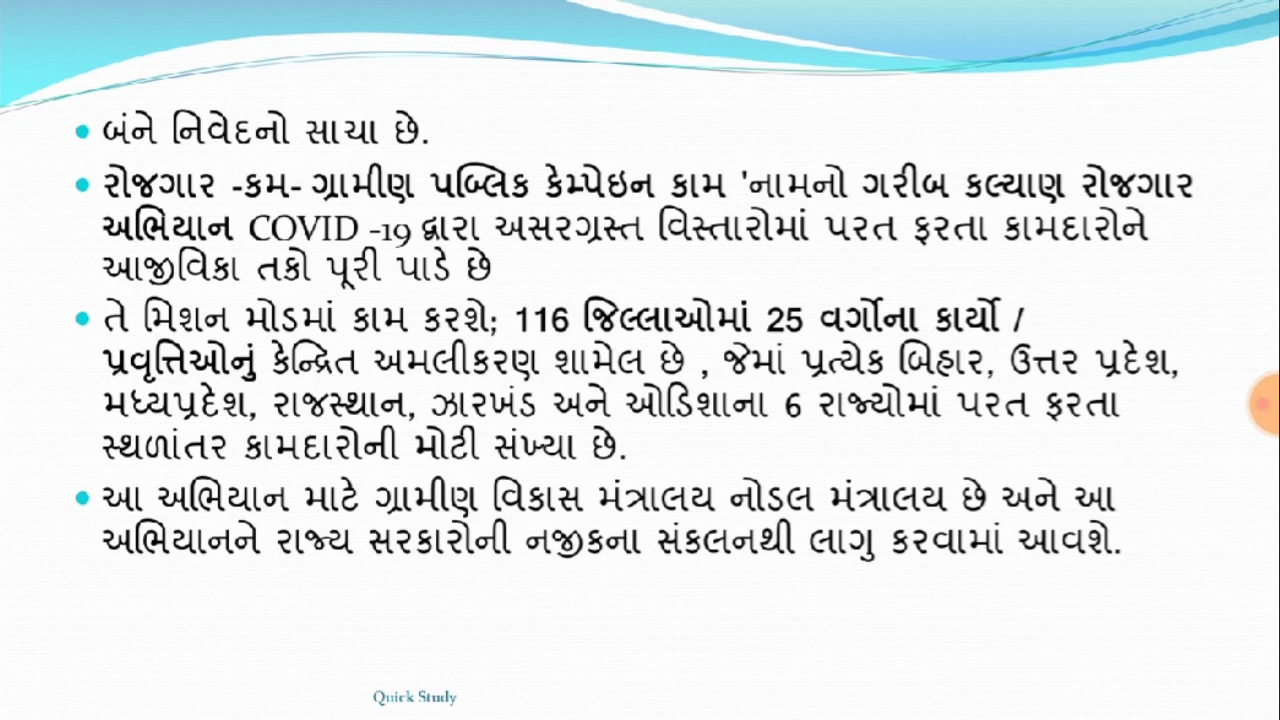 બંને નિવેદનો સાચા છે.
રોજગાર -કમ- ગ્રામીણ પબ્લિક કેમ્પેઇન કામ 'નામનો ગરીબ કલ્યાણ રોજગાર
અભિયાન COVID -19 દ્વારા અસરગ્રસ્ત વિસ્તારોમાં પરત ફરતા કામદારોને
આજીવિકા તકો પૂરી પાડે છે
તે મિશન મોડમાં કામ કરશે; 116 જિલ્લાઓમાં 25 વર્ગોના કાર્યો /
પ્રવૃત્તિઓનું કેન્દ્રિત અમલીકરણ શામેલ છે , જેમાં પ્રત્યેક બિહાર, ઉત્તર પ્રદેશ,
મધ્યપ્રદેશ, રાજસ્થાન, ઝારખંડ અને ઓડિશાના 6 રાજ્યોમાં પરત ફરતા
સ્થળાંતર કામદારોની મોટી સંખ્યા છે.
આ અભિયાન માટે ગ્રામીણ વિકાસ મંત્રાલય નોડલ મંત્રાલય છે અને આ
અભિયાનને રાજ્ય સરકારોની નજીકના સંકલનથી લાગુ કરવામાં આવશે.
Quick Study